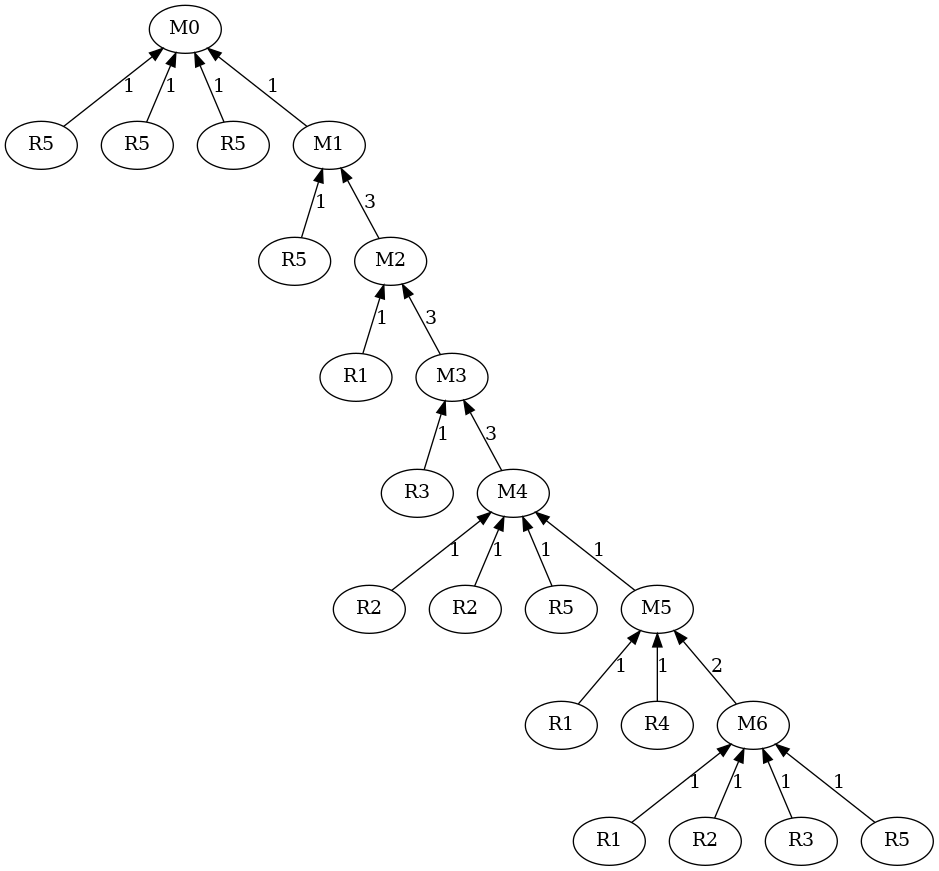 M0
1 1 1 1
R5 R5 R5 M1
1 3
R5 M2
1 3
R1 M3
1 3
R3 M4
1 1 1 1
R2 R2 R5 M5
1 1 2
R1 R4 M6
1 1 1 1
R1 R2 R3 R5